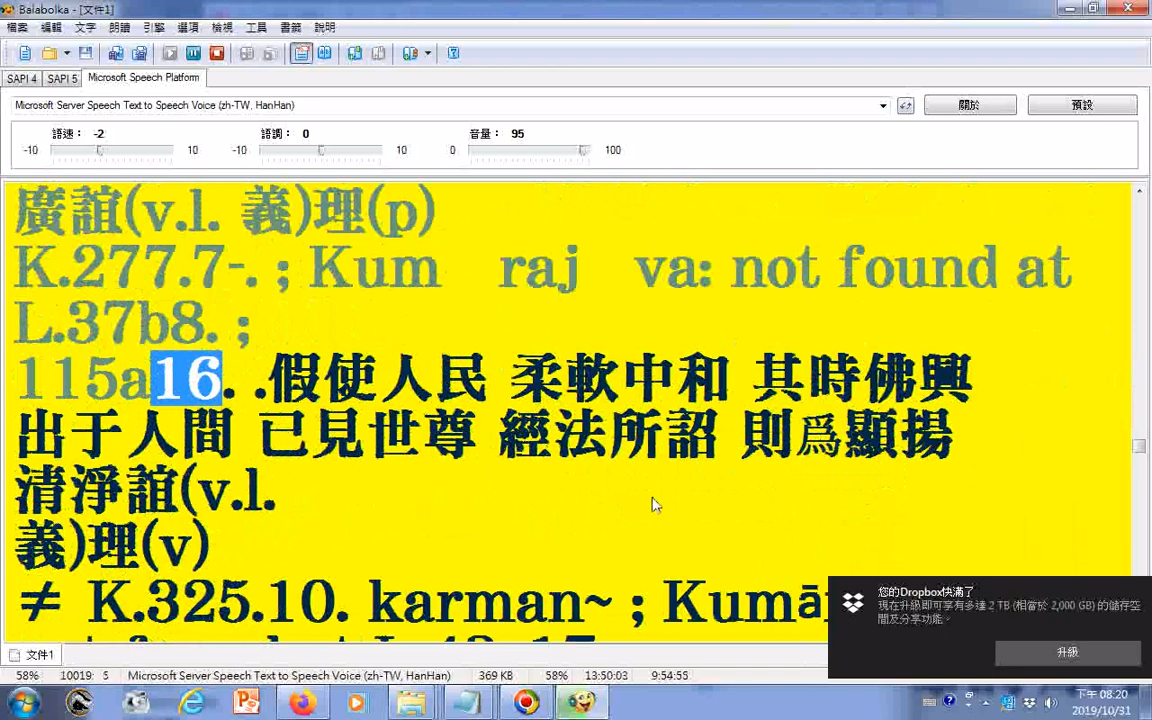 Balabolka - [文件1]
檔案 編輯 文字 朗讀 引擎 選項 檢視 工具 書籤 說明
SAPI 4 SAPI 5 Microsoft Speech Platform
Microsoft Server Speech Text to Speech Voice (zh-TW, HanHan) 關於 預設
語速： -2 語調： 0 音量： 95
-10 10 -10 10 0 100
廣誼(v.l. 義)理(p)
K.277.7-. ; Kum raj va: not found at
L.37b8. ;
115a16. .假使人民 柔軟中和 其時佛興
出于人間 已見世尊 經法所詔 則爲顯揚
清淨誼(v.l.
義)理(v)
≠ K.325.10. karman~ ; Kumā
您的Dropbox快滿了
現在升級即可享有多達 2 TB (相當於 2,000 GB) 的儲存空
間及分享功能。
升級
文件1
58% 10019: S Microsoft Server Speech Text to Speech Voice (zh-TW, HanHan) 369 KB 58% 13:50:03 9:54:55
下午 08:20
2019/10/31